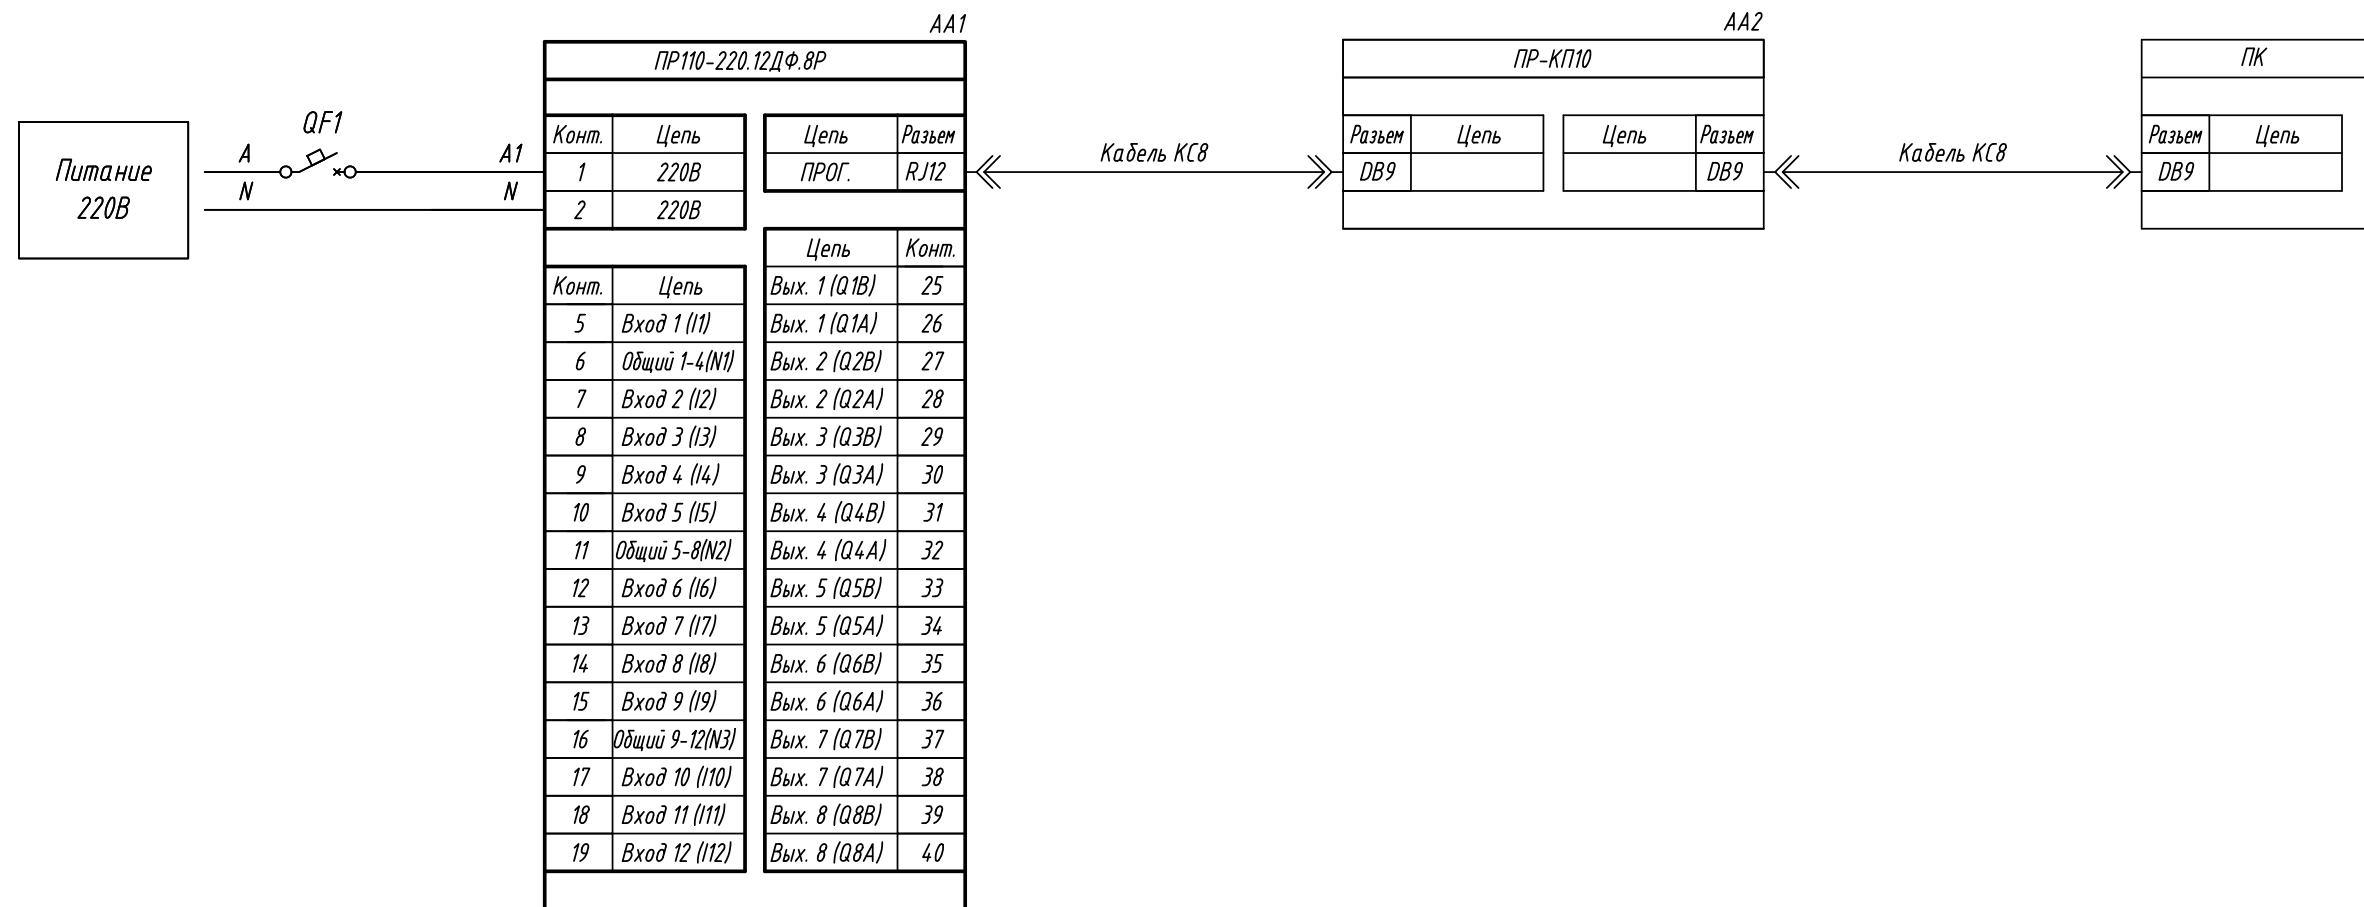 AA1
AA2
ПР110-220.12ДФ.8Р
ПР-КП10
ПК
Питание
220В
QF1
A
N
A1
N
Конт. Цепь
1 220В
2 220В
Цепь Разъем
ПРОГ. RJ12
Кабель КС8
Разъем Цепь
DB9
Цепь Разъем
DB9
Кабель КС8
Разъем Цепь
DB9
Конт. Цепь
5 Вход 1 (I1)
6 Общий 1-4(N1)
7 Вход 2 (I2)
8 Вход 3 (I3)
9 Вход 4 (I4)
10 Вход 5 (I5)
11 Общий 5-8(N2)
12 Вход 6 (I6)
13 Вход 7 (I7)
14 Вход 8 (I8)
15 Вход 9 (I9)
16 Общий 9-12(N3)
17 Вход 10 (I10)
18 Вход 11 (I11)
19 Вход 12 (I12)
Цепь Конт.
Вых. 1 (Q1B) 25
Вых. 1 (Q1A) 26
Вых. 2 (Q2B) 27
Вых. 2 (Q2A) 28
Вых. 3 (Q3B) 29
Вых. 3 (Q3A) 30
Вых. 4 (Q4B) 31
Вых. 4 (Q4A) 32
Вых. 5 (Q5B) 33
Вых. 5 (Q5A) 34
Вых. 6 (Q6B) 35
Вых. 6 (Q6A) 36
Вых. 7 (Q7B) 37
Вых. 7 (Q7A) 38
Вых. 8 (Q8B) 39
Вых. 8 (Q8A) 40